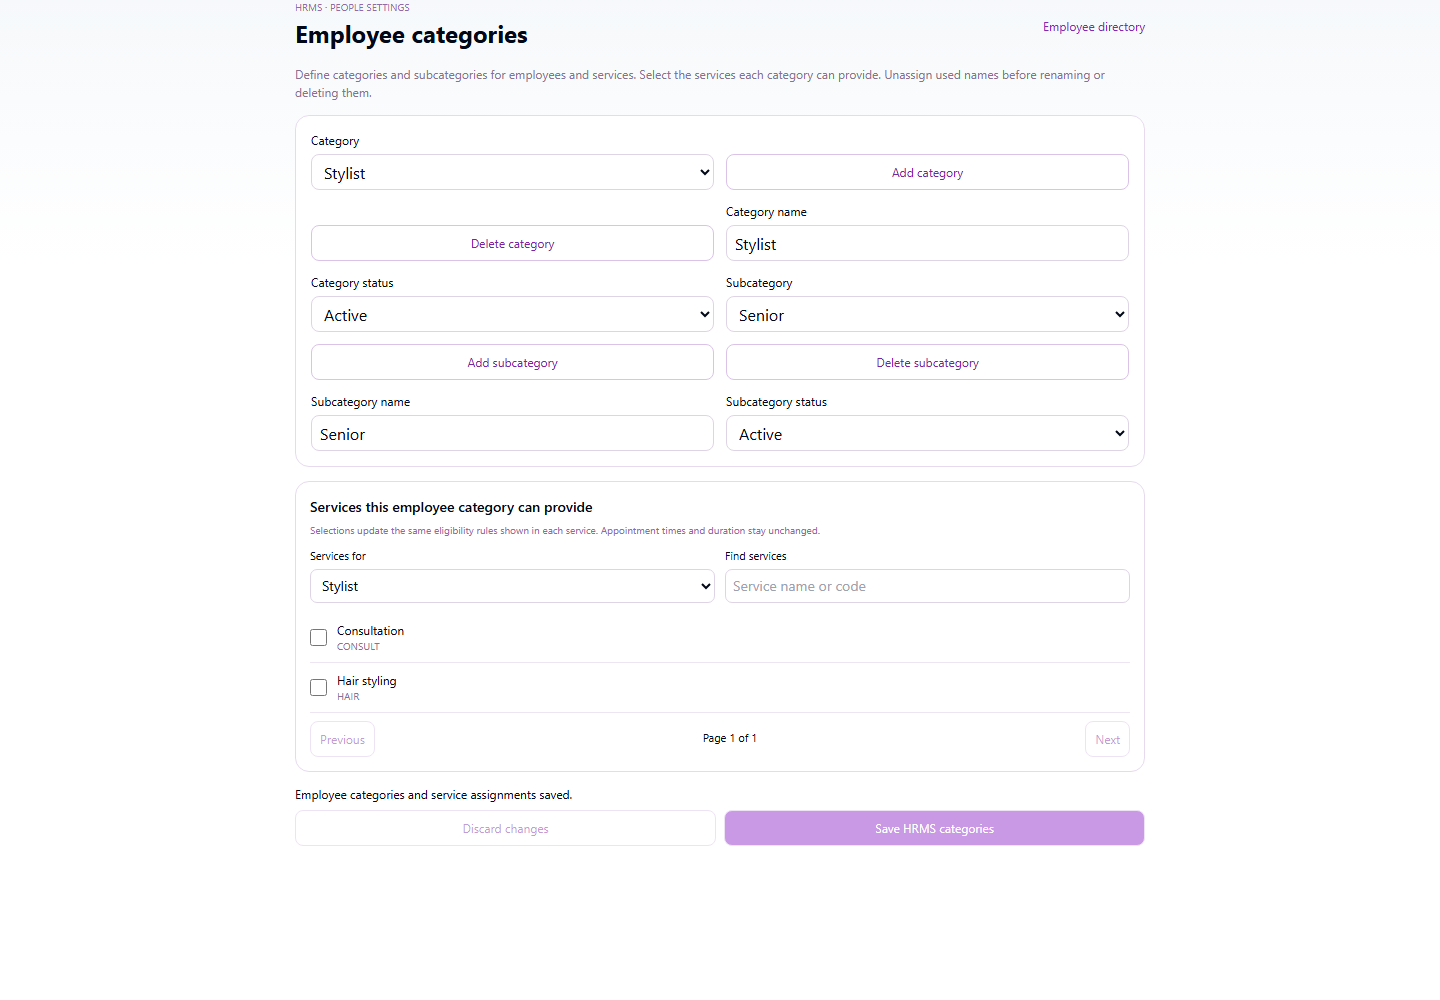 HRMS · PEOPLE SETTINGS
Employee categories
Employee directory
Define categories and subcategories for employees and services. Select the services each category can provide. Unassign used names before renaming or
deleting them.
Category
Stylist
Add category
Category name
Delete category
Stylist
Category status
Subcategory
Active
Senior
Add subcategory
Delete subcategory
Subcategory name
Subcategory status
Senior
Active
Services this employee category can provide
Selections update the same eligibility rules shown in each service. Appointment times and duration stay unchanged.
Services for
Find services
Stylist
Service name or code
Consultation
CONSULT
Hair styling
HAIR
Previous
Page 1 of 1
Next
Employee categories and service assignments saved.
Discard changes
Save HRMS categories